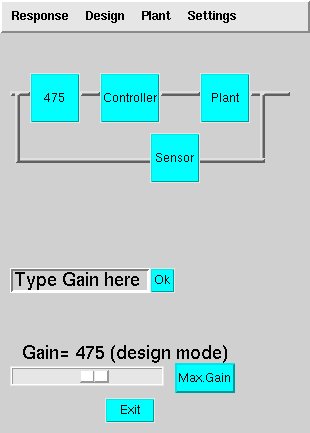 Response Design Plant Settings
475 Controller Plant
Sensor
Type Gain here Ok
Gain= 475 (design mode)
Max.Gain
Exit